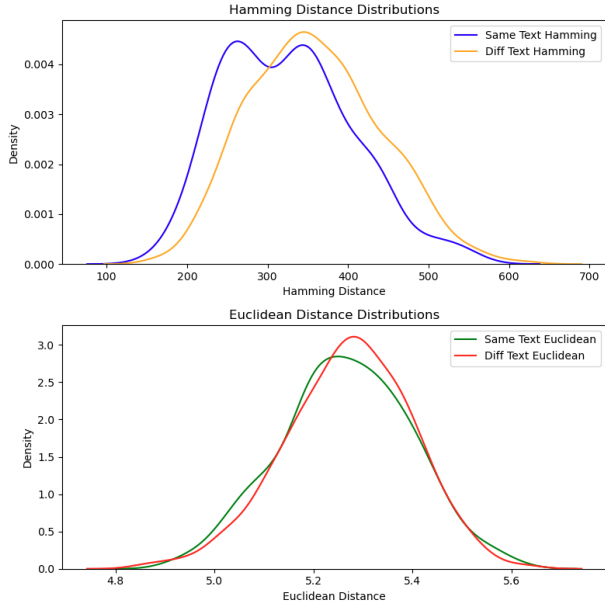 Hamming Distance Distributions
Same Text Hamming
Diff Text Hamming
0.004
0.003
0.002
0.001
0.000
Density
100 200 300 400 500 600 700
Hamming Distance
Euclidean Distance Distributions
Same Text Euclidean
Diff Text Euclidean
3.0
2.5
2.0
1.5
1.0
0.5
0.0
Density
4.8 5.0 5.2 5.4 5.6
Euclidean Distance